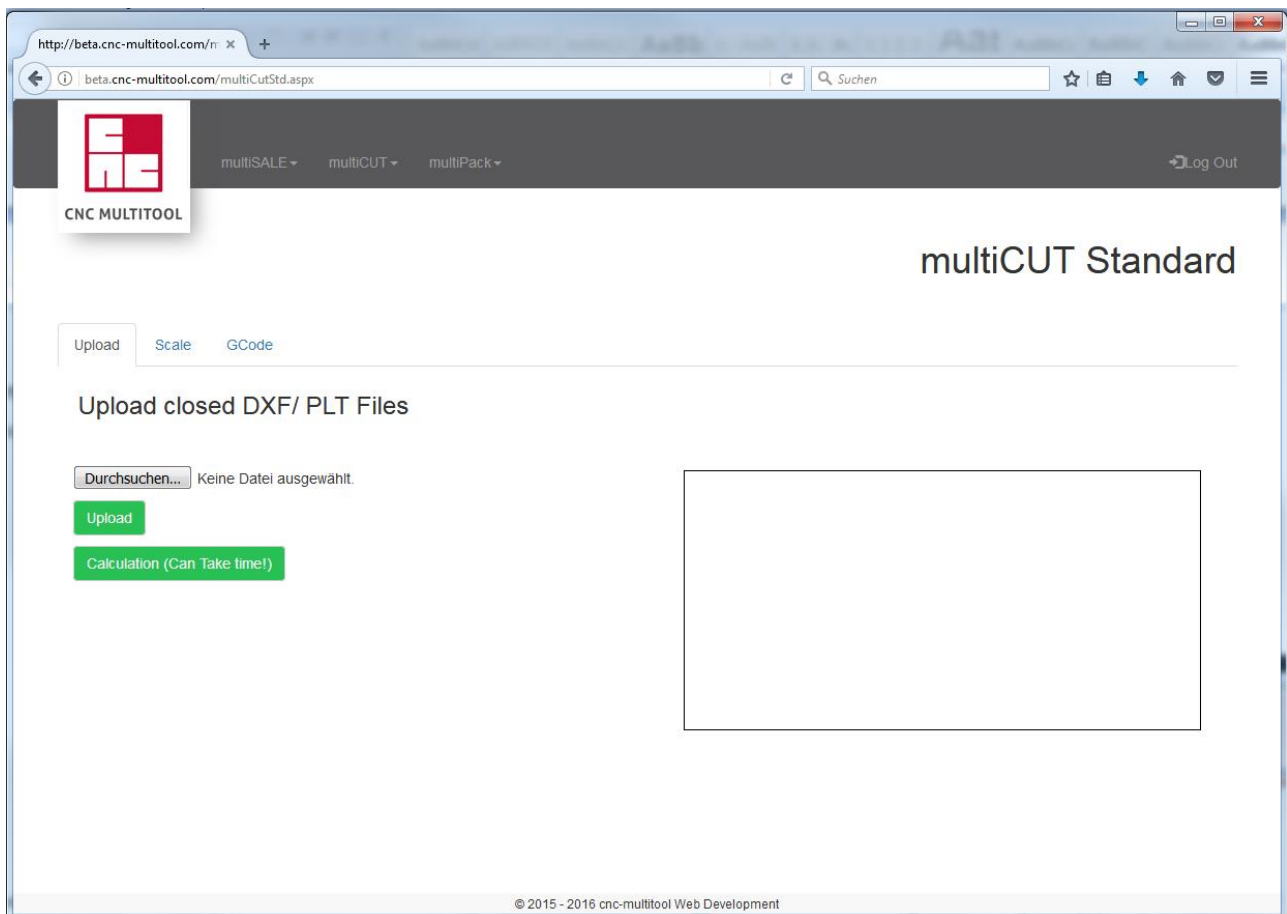 http://beta.cnc-multitool.com/m
beta.cnc-multitool.com/multiCutStd.aspx
Suchen
CNC MULTITOOL
multiSALE
multiCUT
multiPack
Log Out
multiCUT Standard
Upload
Scale
GCode
Upload closed DXF/ PLT Files
Durchsuchen... Keine Datei ausgewählt.
Upload
Calculation (Can Take time!)
© 2015 - 2016 cnc-multitool Web Development